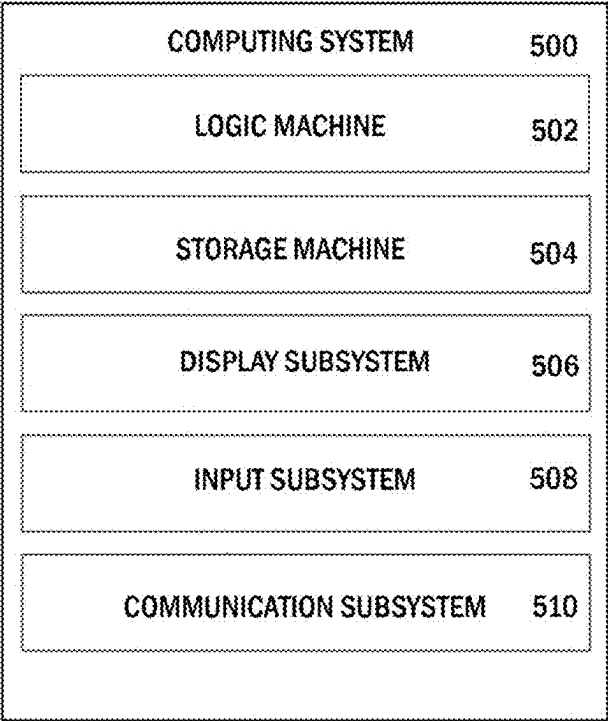 COMPUTING SYSTEM 500
LOGIC MACHINE 502
STORAGE MACHINE 504
DISPLAY SUBSYSTEM 506
INPUT SUBSYSTEM 508
COMMUNICATION SUBSYSTEM 510